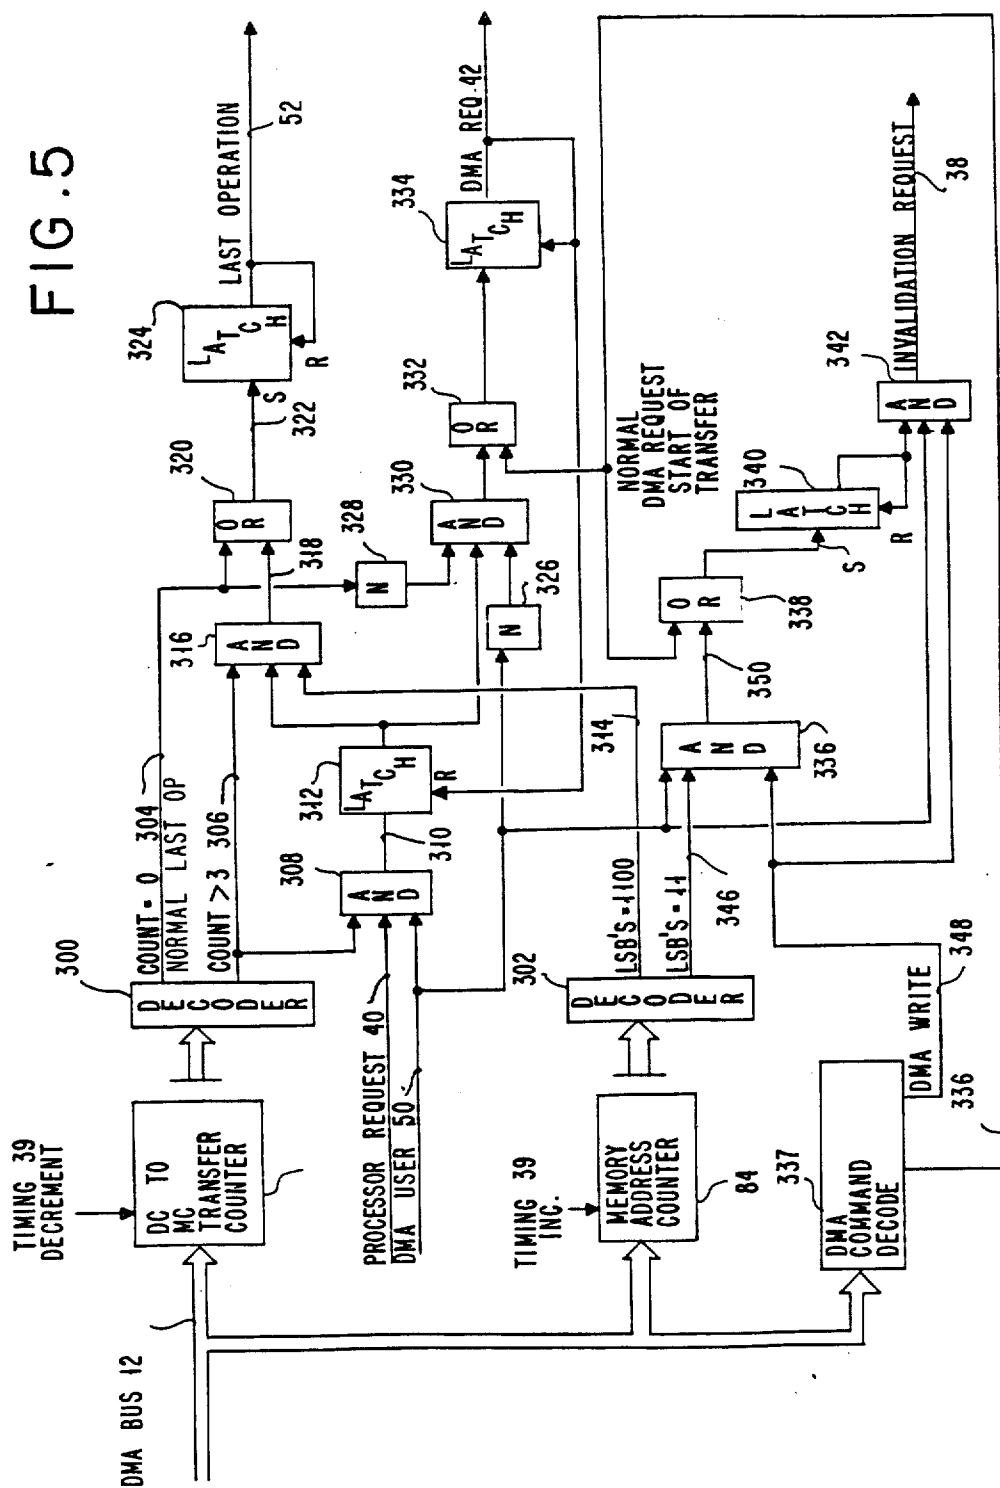 FIG.5
TIMING 39
DECREMENT
DMA BUS 12
DC TO
MC
TRANSFER
COUNTER
300
DECODER
COUNT= 0 304
NORMAL LAST OP
COUNT>3 306
PROCESSOR REQUEST 40
DMA USER 50
308
AND
310
312
LATCH
R
314
316
AND
318
320
OR
322
S
324
LATCH
R
LAST OPERATION
52
328
N
326
N
330
AND
332
OR
334
LATCH
DMA REQ.42
NORMAL
DMA REQUEST
START OF
TRANSFER
TIMING 39
INC.
MEMORY
ADDRESS
COUNTER
84
302
DECODER
LSB'S=1100
LSB'S=11
346
AND
336
350
OR
338
S
340
LATCH
R
342
AND
INVALIDATION REQUEST
38
337
DMA
COMMAND
DECODE
DMA WRITE
348
336